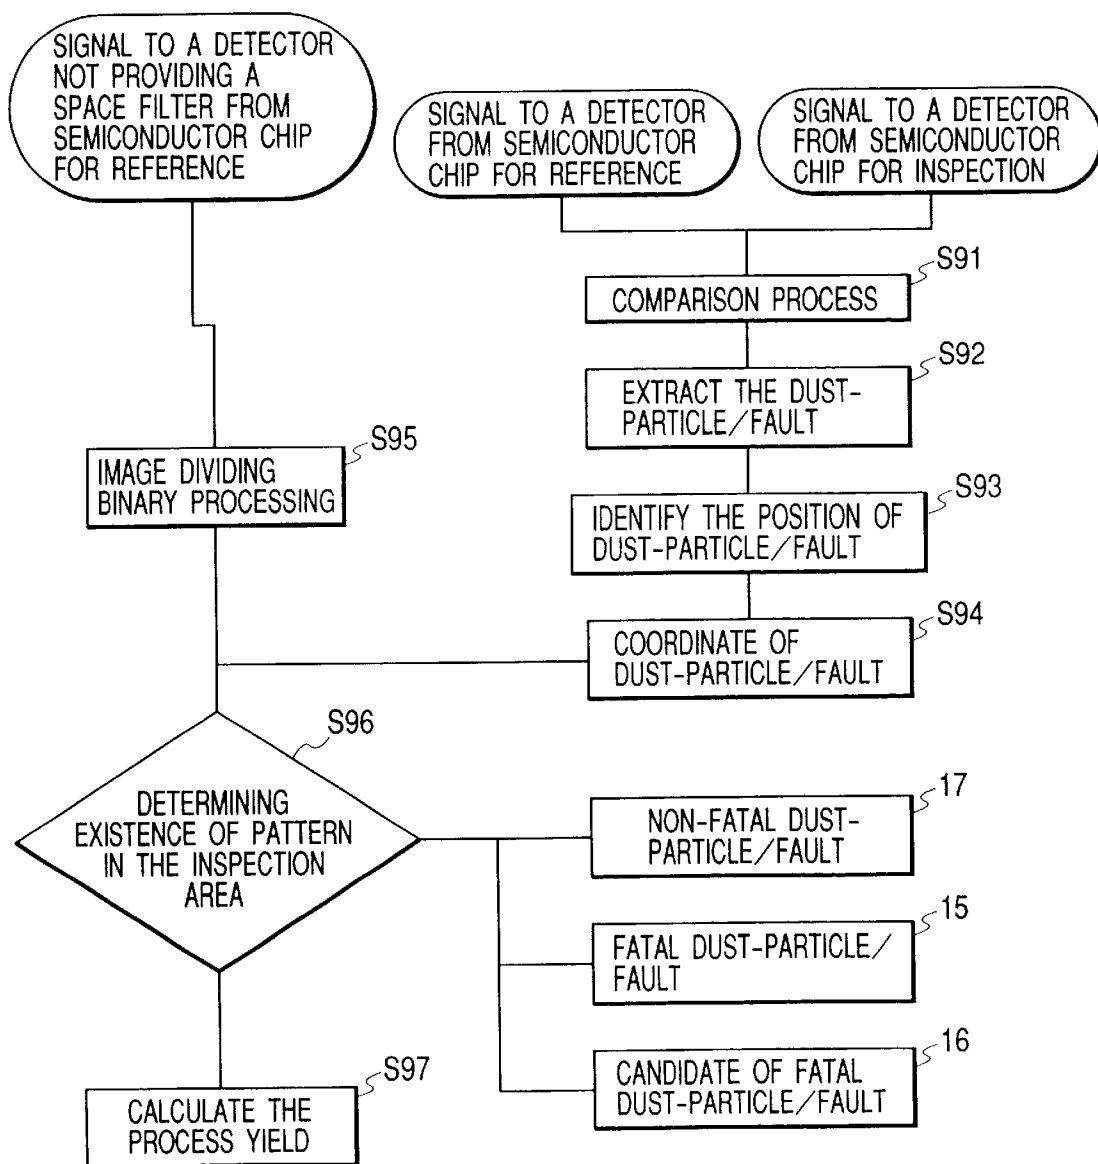 SIGNAL TO A DETECTOR
NOT PROVIDING A
SPACE FILTER FROM
SEMICONDUCTOR CHIP
FOR REFERENCE
SIGNAL TO A DETECTOR
FROM SEMICONDUCTOR
CHIP FOR REFERENCE
SIGNAL TO A DETECTOR
FROM SEMICONDUCTOR
CHIP FOR INSPECTION
S91
COMPARISON PROCESS
S92
EXTRACT THE DUST-
PARTICLE/FAULT
S95
IMAGE DIVIDING
BINARY PROCESSING
S93
IDENTIFY THE POSITION OF
DUST-PARTICLE/FAULT
S94
COORDINATE OF
DUST-PARTICLE/FAULT
S96
DETERMINING
EXISTENCE OF PATTERN
IN THE INSPECTION
AREA
17
NON-FATAL DUST-
PARTICLE/FAULT
15
FATAL DUST-PARTICLE/
FAULT
16
CANDIDATE OF FATAL
DUST-PARTICLE/FAULT
S97
CALCULATE THE
PROCESS YIELD